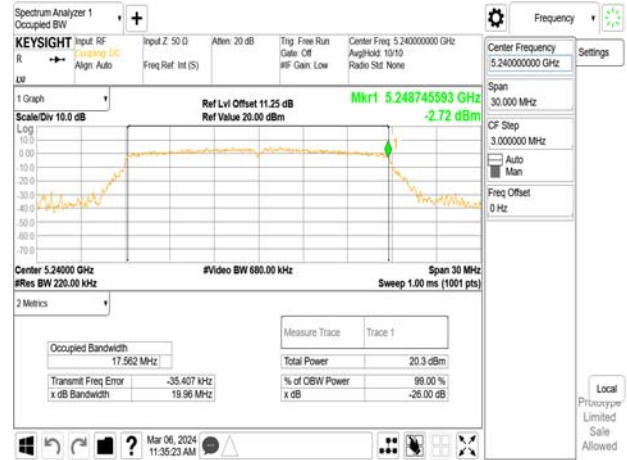 Spectrum Analyzer 1
Occupied BW
Frequency
KEYSIGHT Input: RF Input Z: 50 Ω Atten: 20 dB Trig: Free Run Center Freq: 5.240000000 GHz
R Coupling: DC Gate: Off Avg|Hold: 10/10
Align: Auto Freq Ref: Int (S) #IF Gain: Low Radio Std: None
Center Frequency
5.240000000 GHz
Settings
Span
30.000 MHz
CF Step
3.000000 MHz
Auto
Man
Freq Offset
0 Hz
1 Graph
Ref Lvl Offset 11.25 dB
Mkr1 5.248745593 GHz
Scale/Div 10.0 dB
Ref Value 20.00 dBm
-2.72 dBm
Log
10.0
0.00
-10.0
-20.0
-30.0
-40.0
-50.0
-60.0
-70.0
1
Center 5.24000 GHz #Video BW 680.00 kHz Span 30 MHz
#Res BW 220.00 kHz Sweep 1.00 ms (1001 pts)
2 Metrics
Measure Trace Trace 1
Occupied Bandwidth
17.562 MHz
Total Power 20.3 dBm
Transmit Freq Error -35.407 kHz
% of OBW Power 99.00 %
x dB Bandwidth 19.96 MHz
x dB -26.00 dB
Local
Prototype
Limited
Sale
Allowed
Mar 06, 2024
11:35:23 AM